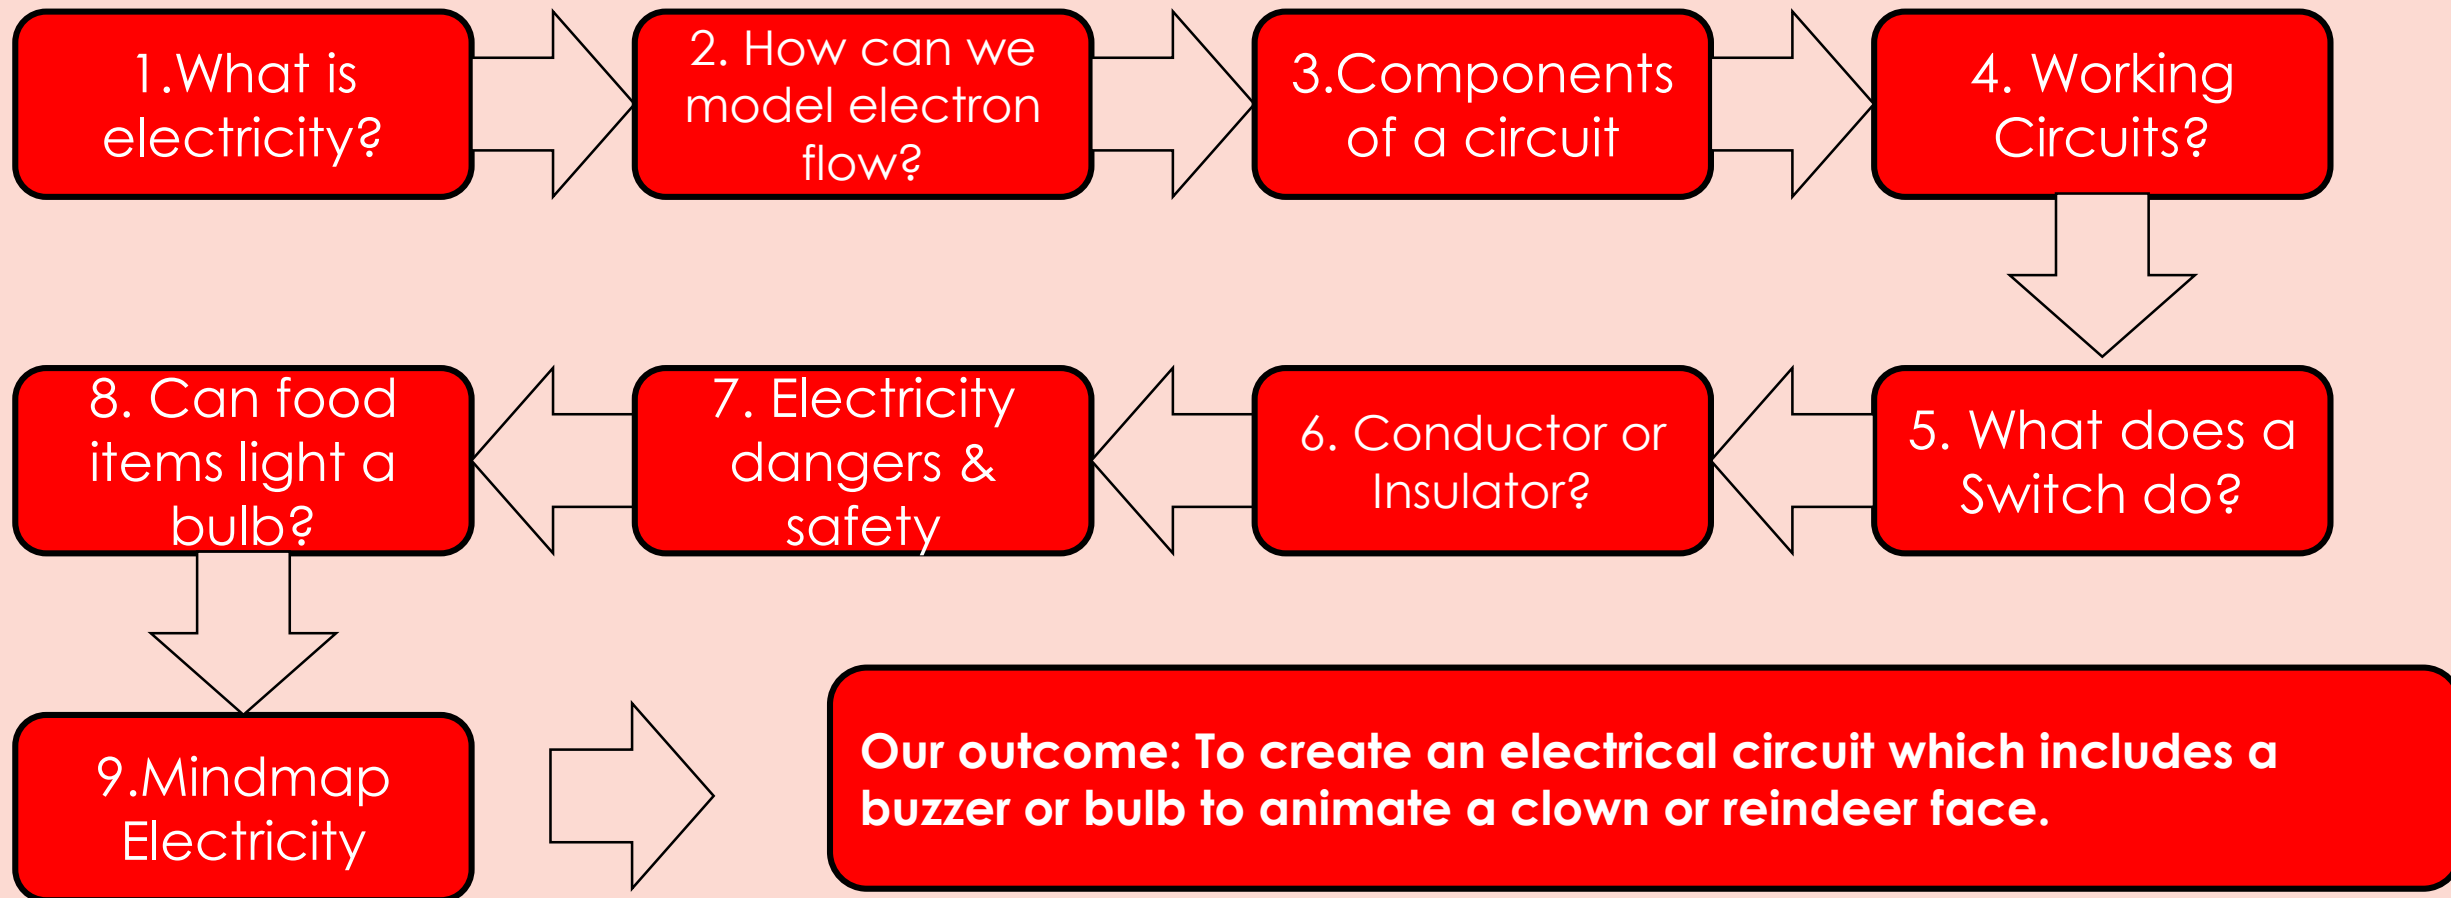 1.What is
electricity?
2. How can we
model electron
flow?
3.Components
of a circuit
4. Working
Circuits?
5. What does a
Switch do?
6. Conductor or
Insulator?
7. Electricity
dangers &
safety
8. Can food
items light a
bulb?
9.Mindmap
Electricity
Our outcome: To create an electrical circuit which includes a
buzzer or bulb to animate a clown or reindeer face.